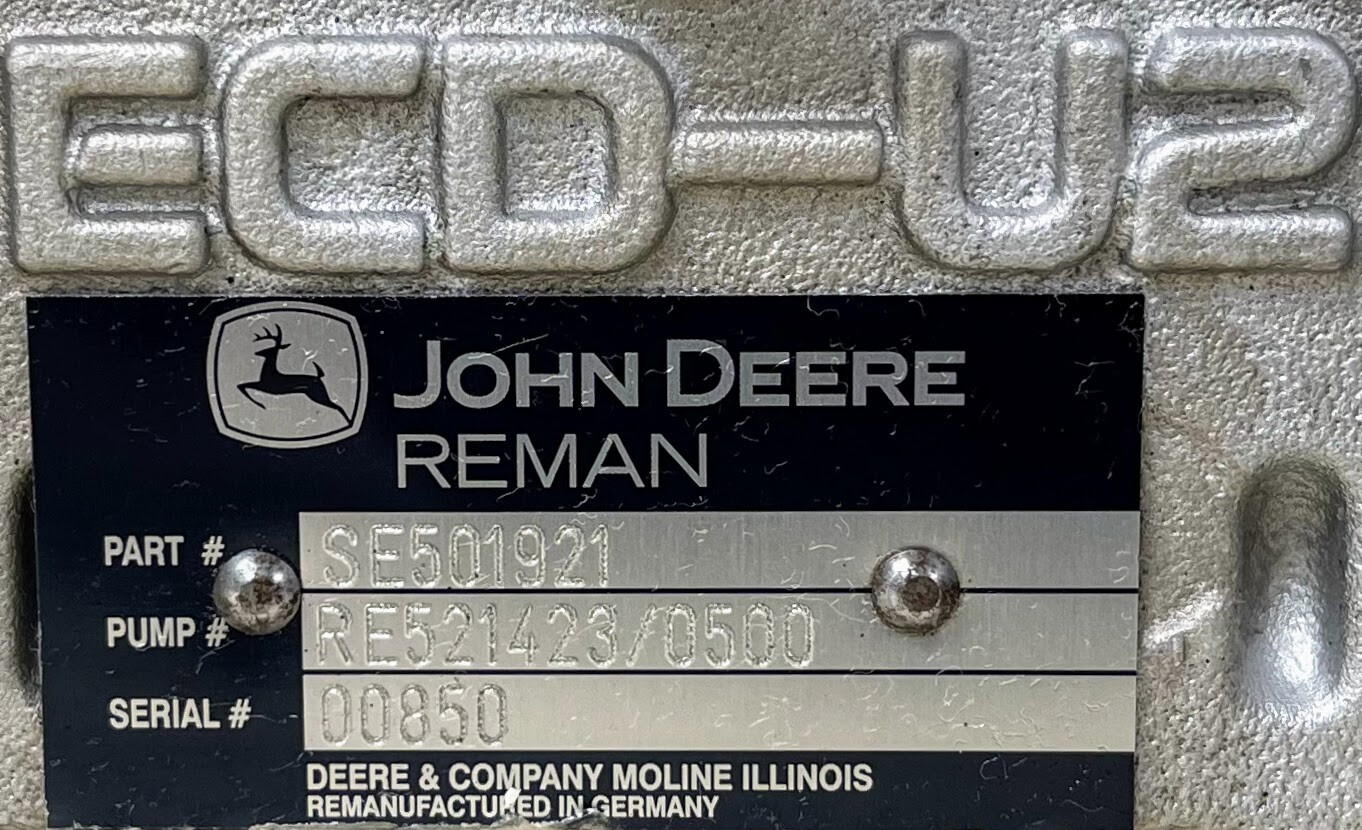 ECD-U2
JOHN DEERE
REMAN
PART # SE501921
PUMP # RE521423/0500
SERIAL # 00850
DEERE & COMPANY MOLINE ILLINOIS
REMANUFACTURED IN GERMANY